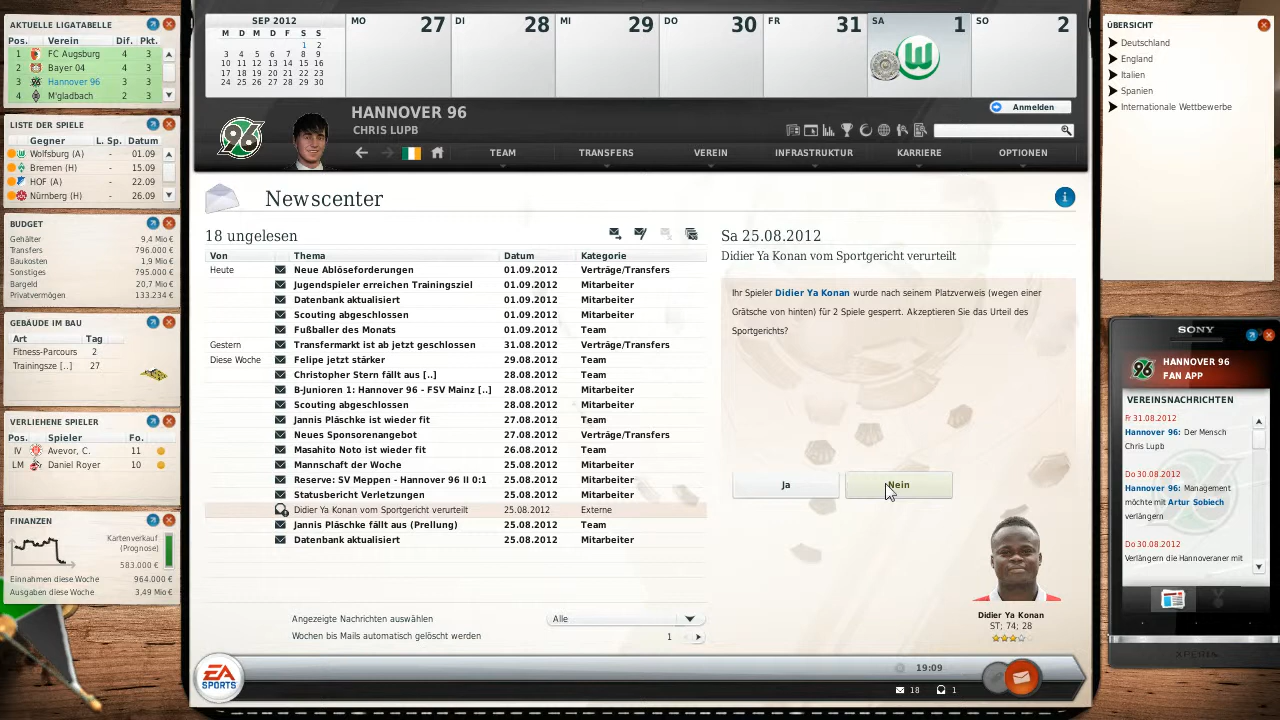 AKTUELLE LIGATABELLE
Pos. Verein Dif. Pkt.
1 FC Augsburg 4 3
2 Bayer 04 4 3
3 Hannover 96 3 3
4 M'gladbach 2 3
LISTE DER SPIELE
Gegner L. Sp. Datum
Wolfsburg (A) - 01.09
Bremen (H) - 15.09
HOF (A) - 22.09
Nürnberg (H) - 26.09
BUDGET
Gehälter 9,4 Mio €
Transfers 796.000 €
Baukosten 1,9 Mio €
Sonstiges 795.000 €
Bargeld 20,7 Mio €
Privatvermögen 133.234 €
GEBÄUDE IM BAU
Art Tag
Fitness-Parcours 2
Trainingsze [..] 27
VERLIEHENE SPIELER
Pos. Spieler Fo.
IV Avevor, C. 11
LM Daniel Royer 10
FINANZEN
Kartenverkauf
(Prognose)
583.000 €
Einnahmen diese Woche 964.000 €
Ausgaben diese Woche 3,49 Mio €
SEP 2012
M D M D F S S
1 2
3 4 5 6 7 8 9
10 11 12 13 14 15 16
17 18 19 20 21 22 23
24 25 26 27 28 29 30
MO 27
DI 28
MI 29
DO 30
FR 31
SA 1
SO 2
96
HANNOVER 96
CHRIS LUPB
Anmelden
TEAM TRANSFERS VEREIN INFRASTRUKTUR KARRIERE OPTIONEN
Newscenter
18 ungelesen
Von Thema Datum Kategorie
Heute Neue Ablöseforderungen 01.09.2012 Verträge/Transfers
Jugendspieler erreichen Trainingsziel 01.09.2012 Mitarbeiter
Datenbank aktualisiert 01.09.2012 Mitarbeiter
Scouting abgeschlossen 01.09.2012 Mitarbeiter
Fußballer des Monats 01.09.2012 Team
Gestern Transfermarkt ist ab jetzt geschlossen 31.08.2012 Verträge/Transfers
Diese Woche Felipe jetzt stärker 29.08.2012 Team
Christopher Stern fällt aus [..] 28.08.2012 Team
B-Junioren 1: Hannover 96 - FSV Mainz [..] 28.08.2012 Mitarbeiter
Scouting abgeschlossen 28.08.2012 Mitarbeiter
Jannis Pläschke ist wieder fit 27.08.2012 Team
Neues Sponsorenangebot 27.08.2012 Verträge/Transfers
Masahito Noto ist wieder fit 26.08.2012 Team
Mannschaft der Woche 25.08.2012 Mitarbeiter
Reserve: SV Meppen - Hannover 96 II 0:1 25.08.2012 Mitarbeiter
Statusbericht Verletzungen 25.08.2012 Mitarbeiter
Didier Ya Konan vom Sportgericht verurteilt 25.08.2012 Externe
Jannis Pläschke fällt aus (Prellung) 25.08.2012 Team
Datenbank aktualisiert 25.08.2012 Mitarbeiter
Angezeigte Nachrichten auswählen Alle
Wochen bis Mails automatisch gelöscht werden 1
Sa 25.08.2012
Didier Ya Konan vom Sportgericht verurteilt
Ihr Spieler Didier Ya Konan wurde nach seinem Platzverweis (wegen einer
Grätsche von hinten) für 2 Spiele gesperrt. Akzeptieren Sie das Urteil des
Sportgerichts?
Ja Nein
Didier Ya Konan
ST; 74; 28
EA
SPORTS
19:09
18 1
ÜBERSICHT
Deutschland
England
Italien
Spanien
Internationale Wettbewerbe
SONY
HANNOVER 96
FAN APP
VEREINSNACHRICHTEN
Fr 31.08.2012
Hannover 96: Der Mensch
Chris Lupb
Do 30.08.2012
Hannover 96: Management
möchte mit Artur Sobiech
verlängern
Do 30.08.2012
Verlängern die Hannoveraner mit
XPERIA